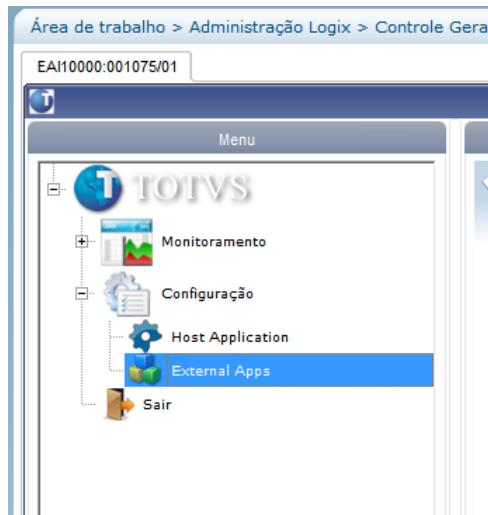 Área de trabalho > Administração Logix > Controle Gera
EAI10000:001075/01
Menu
TOTVS
Monitoramento
Configuração
Host Application
External Apps
Sair